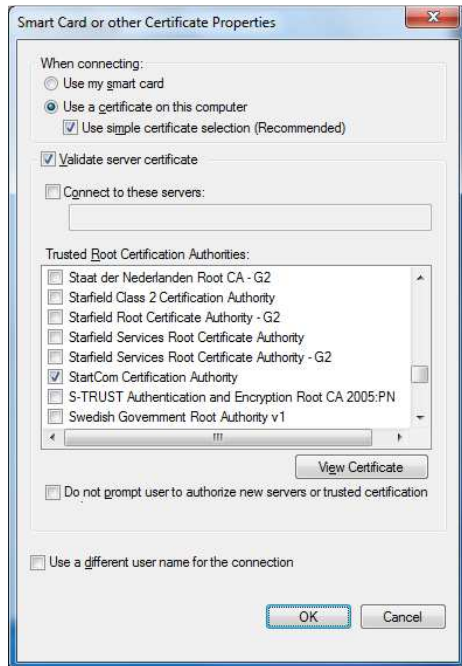 Smart Card or other Certificate Properties
When connecting:
Use my smart card
Use a certificate on this computer
Use simple certificate selection (Recommended)
Validate server certificate
Connect to these servers:
Trusted Root Certification Authorities:
Staat der Nederlanden Root CA - G2
Starfield Class 2 Certification Authority
Starfield Root Certificate Authority - G2
Starfield Services Root Certificate Authority
Starfield Services Root Certificate Authority - G2
StartCom Certification Authority
S-TRUST Authentication and Encryption Root CA 2005:PN
Swedish Government Root Authority v1
View Certificate
Do not prompt user to authorize new servers or trusted certification
Use a different user name for the connection
OK Cancel